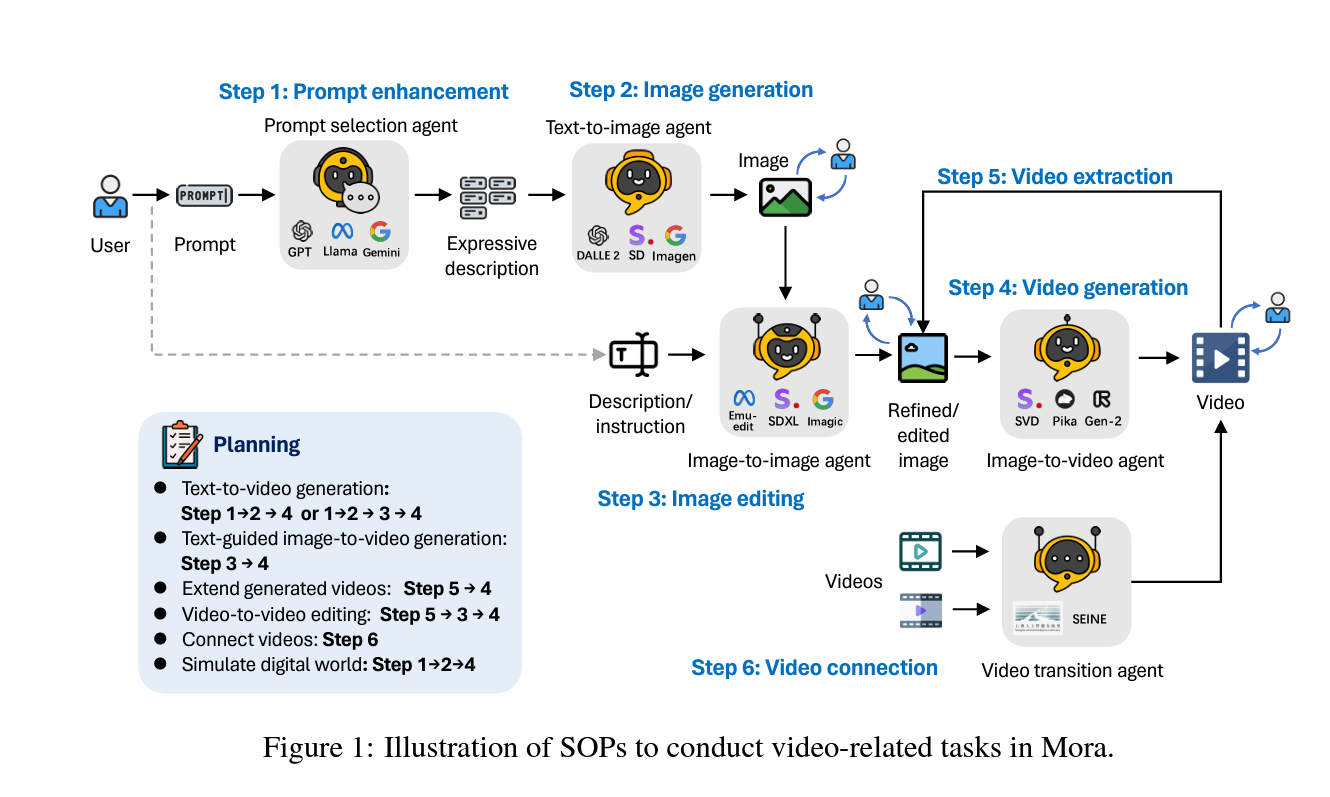 Step 1: Prompt enhancement
Step 2: Image generation
Prompt selection agent
Text-to-image agent
User
PROMPT
Prompt
GPT
Llama
Gemini
Expressive
description
DALLE 2
SD
Imagen
Image
Step 5: Video extraction
Step 4: Video generation
T
Description/
instruction
Emu-
edit
SDXL
Imagic
Image-to-image agent
Step 3: Image editing
Refined/
edited
image
SVD
Pika
Gen-2
Image-to-video agent
Video
Planning
● Text-to-video generation:
Step 1→2 → 4 or 1→2 → 3 → 4
● Text-guided image-to-video generation:
Step 3 → 4
● Extend generated videos: Step 5 → 4
● Video-to-video editing: Step 5 → 3 → 4
● Connect videos: Step 6
● Simulate digital world: Step 1→2→4
Videos
SEINE
Step 6: Video connection
Video transition agent
Figure 1: Illustration of SOPs to conduct video-related tasks in Mora.